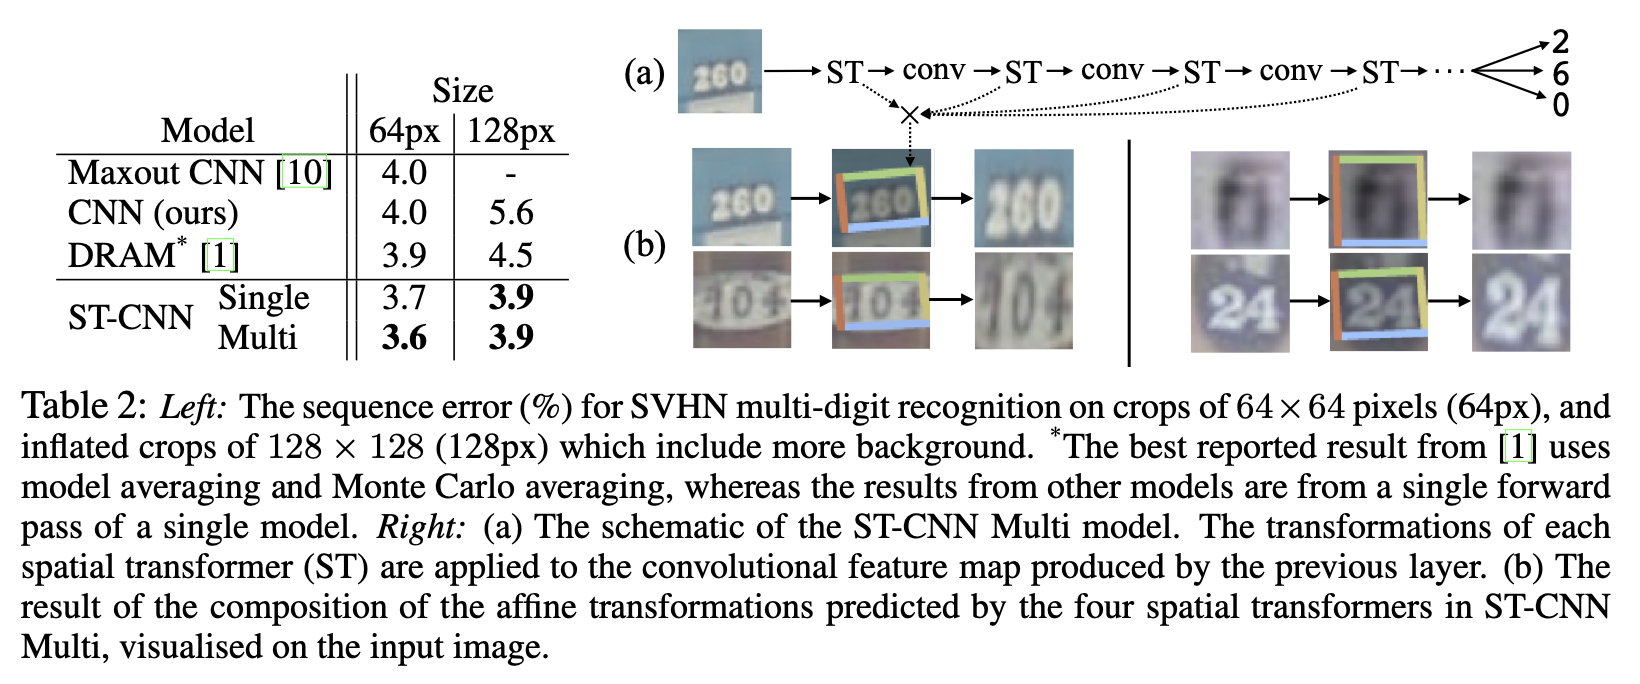 Size
Model 64px 128px
Maxout CNN [10] 4.0 -
CNN (ours) 4.0 5.6
DRAM* [1] 3.9 4.5
ST-CNN Single 3.7 3.9
Multi 3.6 3.9
(a) 260 ST conv ST conv ST conv ST ··· 2
6
0
(b)
260 260 260
104 104 104
24 24 24
Table 2: Left: The sequence error (%) for SVHN multi-digit recognition on crops of 64 × 64 pixels (64px), and
inflated crops of 128 × 128 (128px) which include more background. *The best reported result from [1] uses
model averaging and Monte Carlo averaging, whereas the results from other models are from a single forward
pass of a single model. Right: (a) The schematic of the ST-CNN Multi model. The transformations of each
spatial transformer (ST) are applied to the convolutional feature map produced by the previous layer. (b) The
result of the composition of the affine transformations predicted by the four spatial transformers in ST-CNN
Multi, visualised on the input image.